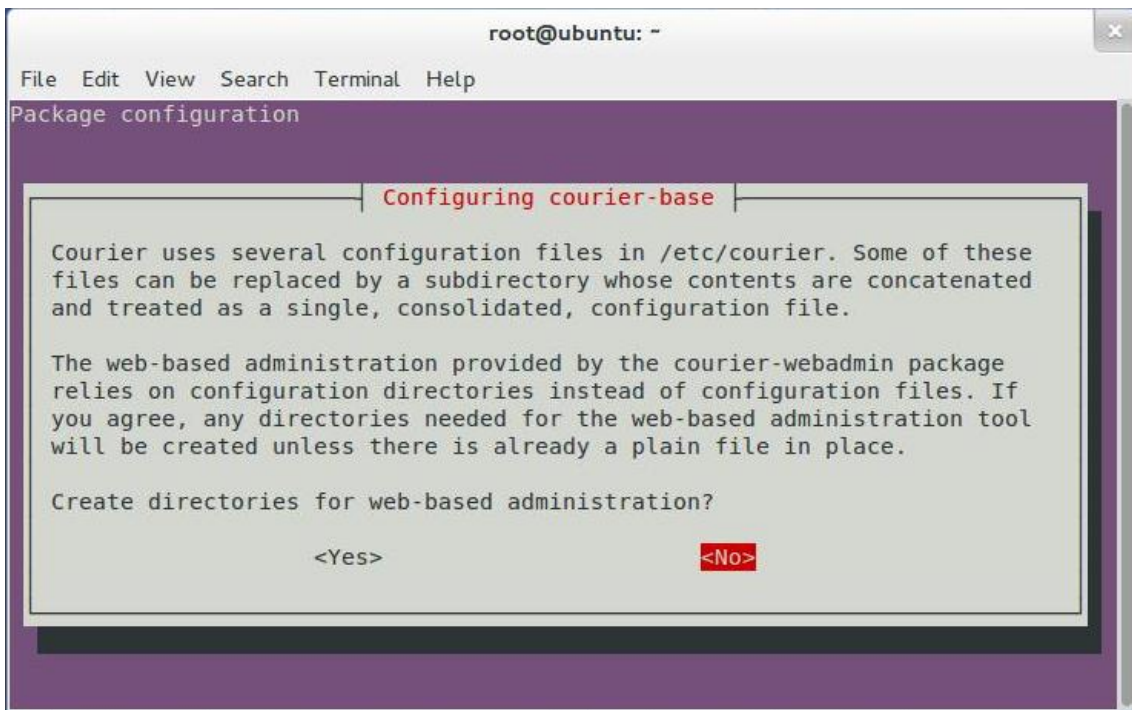 root@ubuntu: ~
File Edit View Search Terminal Help
Package configuration
Configuring courier-base
Courier uses several configuration files in /etc/courier. Some of these
files can be replaced by a subdirectory whose contents are concatenated
and treated as a single, consolidated, configuration file.
The web-based administration provided by the courier-webadmin package
relies on configuration directories instead of configuration files. If
you agree, any directories needed for the web-based administration tool
will be created unless there is already a plain file in place.
Create directories for web-based administration?
<Yes> <No>